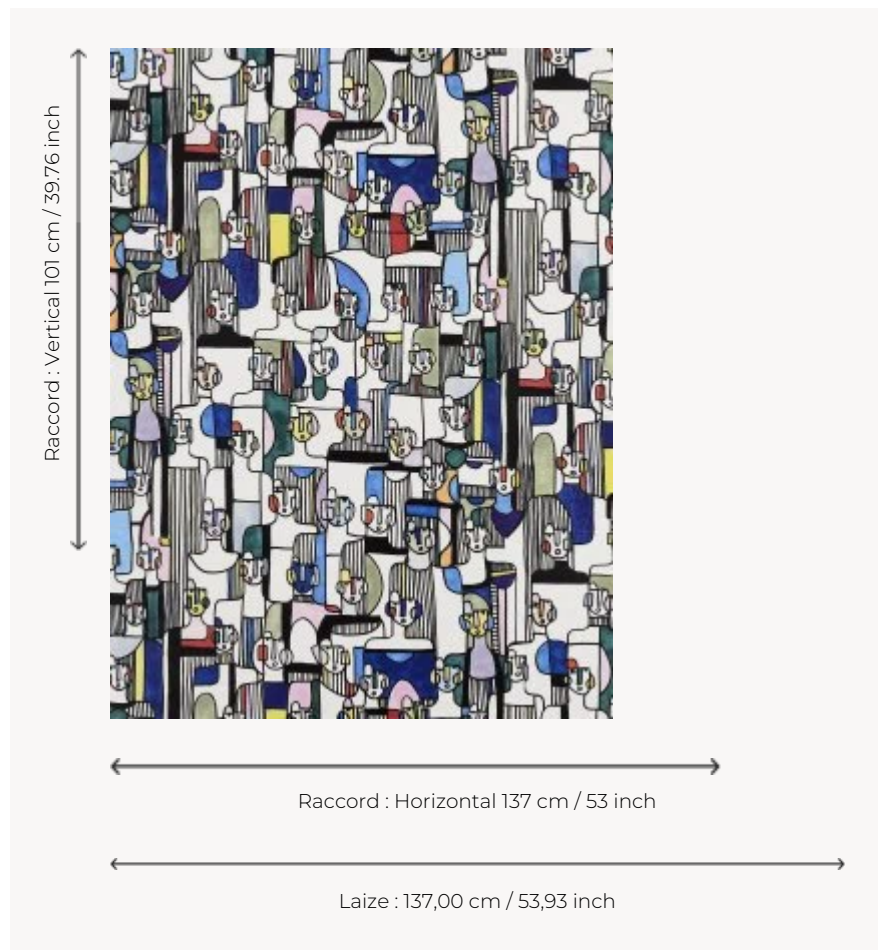 Raccord : Vertical 101 cm / 39.76 inch
Raccord : Horizontal 137 cm / 53 inch
Laize : 137,00 cm / 53,93 inch